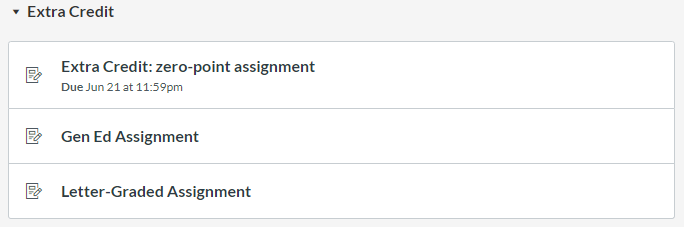 Extra Credit
Extra Credit: zero-point assignment
Due Jun 21 at 11:59pm
Gen Ed Assignment
Letter-Graded Assignment